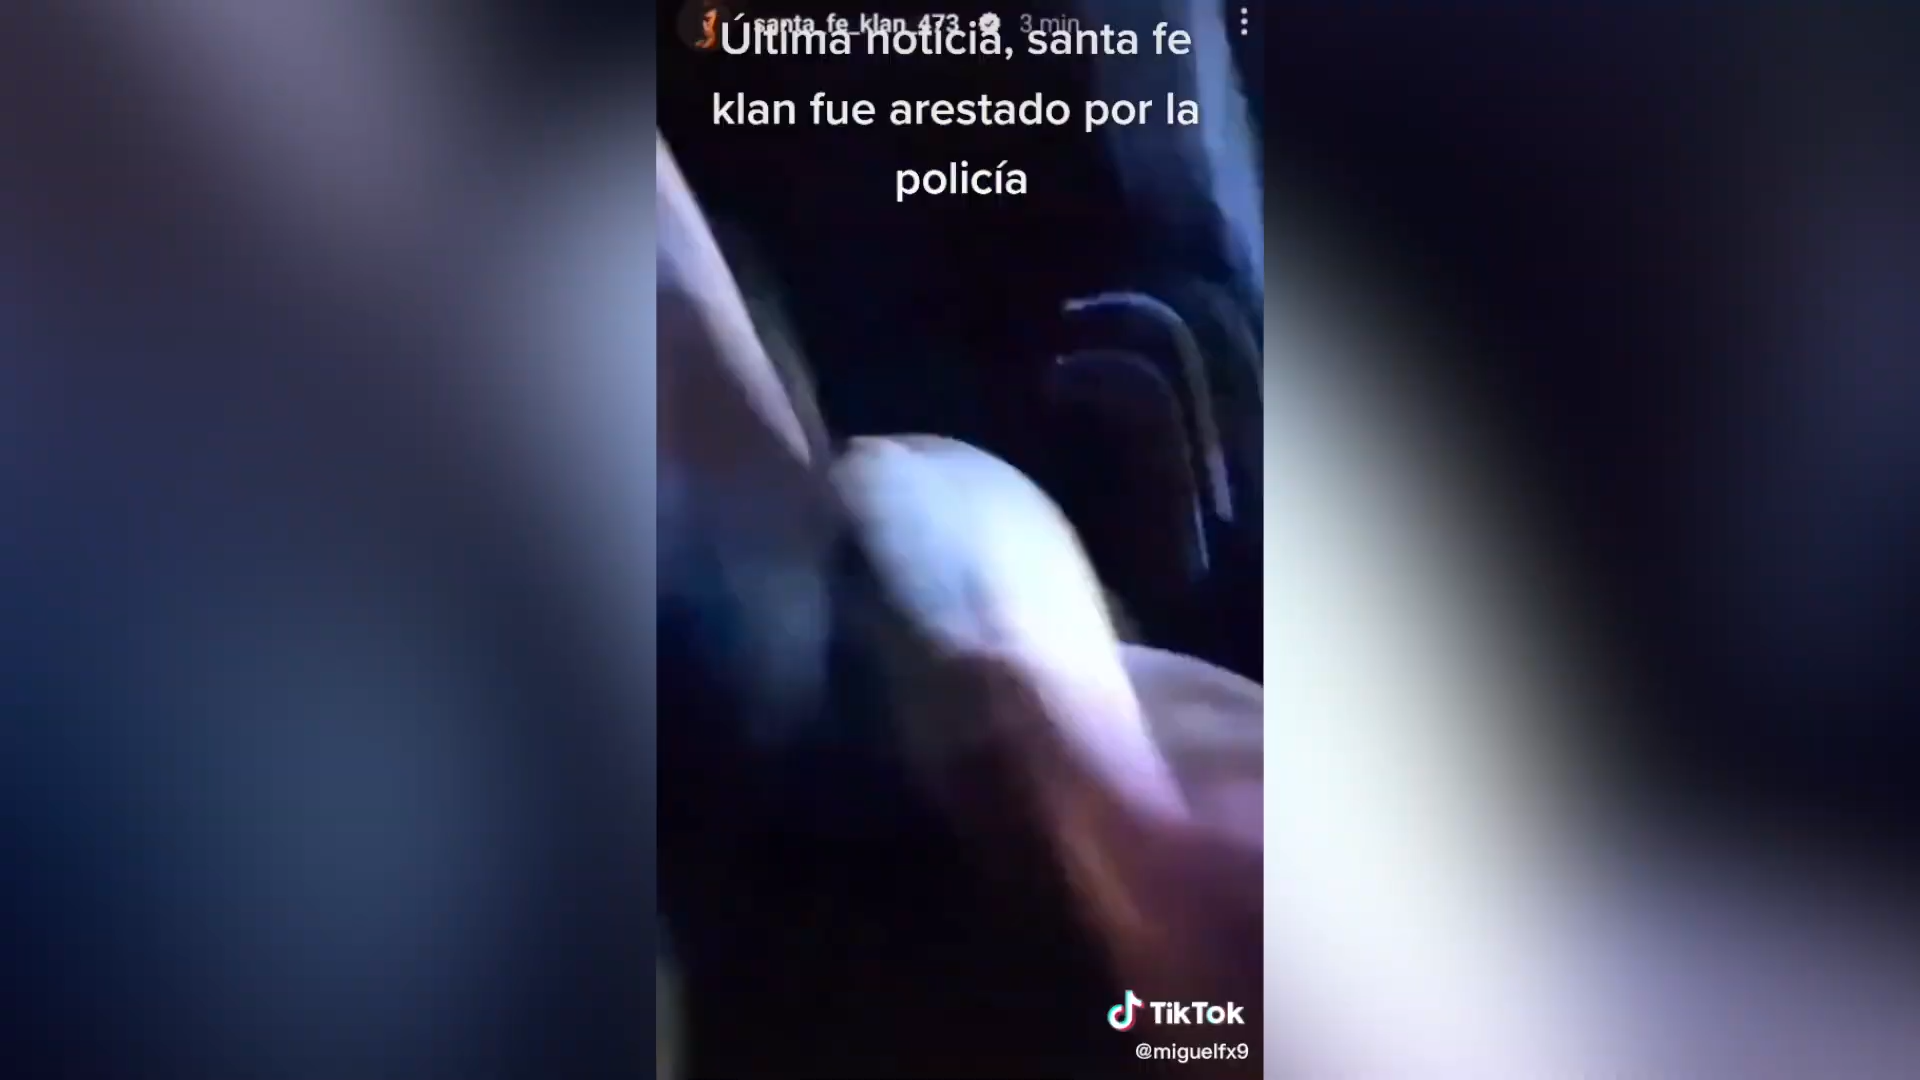 santa_fe_klan_473 3 min
Última noticia, santa fe
klan fue arestado por la
policía
TikTok
@miguelfx9